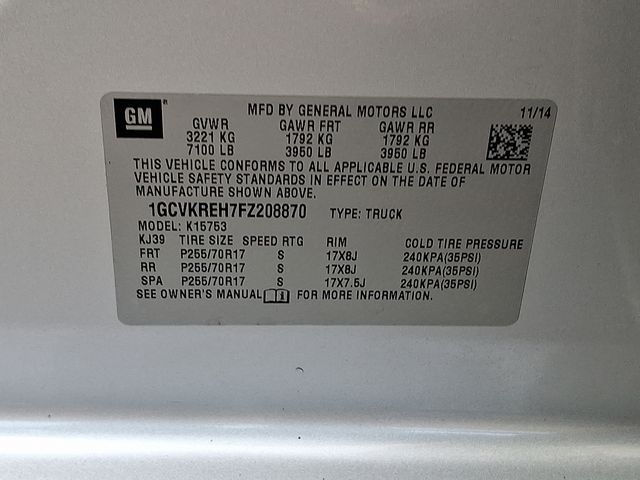 GM
MFD BY GENERAL MOTORS LLC 11/14
GVWR GAWR FRT GAWR RR
3221 KG 1792 KG 1792 KG
7100 LB 3950 LB 3950 LB
THIS VEHICLE CONFORMS TO ALL APPLICABLE U.S. FEDERAL MOTOR
VEHICLE SAFETY STANDARDS IN EFFECT ON THE DATE OF
MANUFACTURE SHOWN ABOVE.
1GCVKREH7FZ208870 TYPE: TRUCK
MODEL: K15753
KJ39 TIRE SIZE SPEED RTG RIM COLD TIRE PRESSURE
FRT P255/70R17 S 17X8J 240KPA(35PSI)
RR P255/70R17 S 17X8J 240KPA(35PSI)
SPA P255/70R17 S 17X7.5J 240KPA(35PSI)
SEE OWNER'S MANUAL FOR MORE INFORMATION.